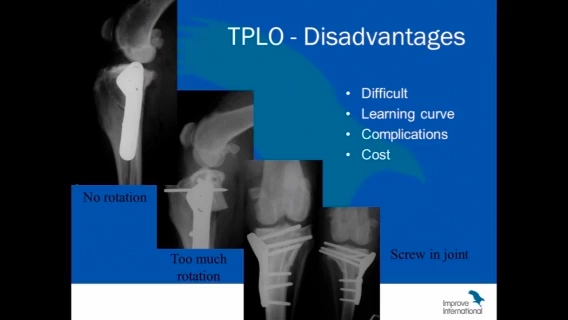 TPLO - Disadvantages
• Difficult
• Learning curve
• Complications
• Cost
No rotation
Too much
rotation
Screw in joint
Improve
International